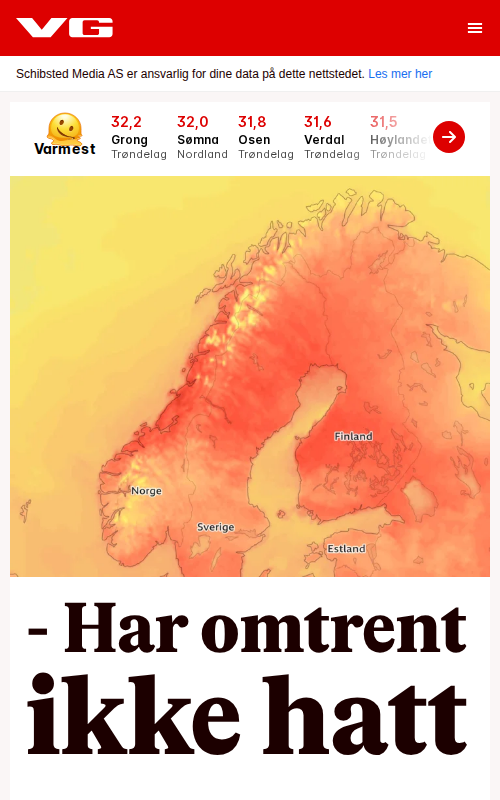 VG
Schibsted Media AS er ansvarlig for dine data på dette nettstedet. Les mer her
Varmest
32,2
Grong
Trøndelag
32,0
Sømna
Nordland
31,8
Osen
Trøndelag
31,6
Verdal
Trøndelag
31,5
Høylande
Trøndelag
Finland
Norge
Sverige
Estland
- Har omtrent
ikke hatt